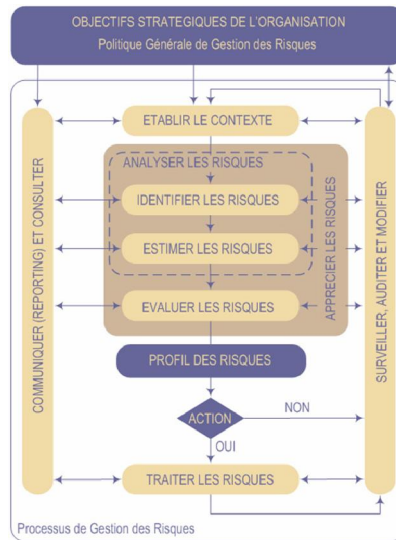 OBJECTIFS STRATEGIQUES DE L'ORGANISATION
Politique Générale de Gestion des Risques
ETABLIR LE CONTEXTE
ANALYSER LES RISQUES
IDENTIFIER LES RISQUES
ESTIMER LES RISQUES
EVALUER LES RISQUES
APPRECIER LES RISQUES
COMMUNIQUER (REPORTING) ET CONSULTER
SURVEILLER, AUDITER ET MODIFIER
PROFIL DES RISQUES
ACTION
NON
OUI
TRAITER LES RISQUES
Processus de Gestion des Risques